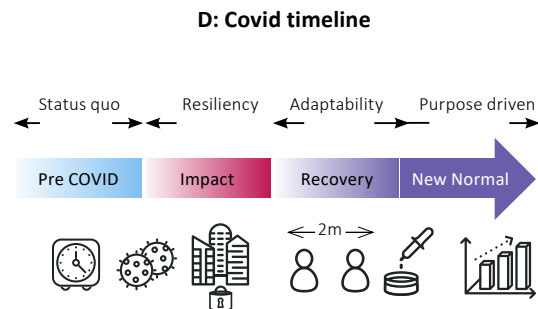 D: Covid timeline
Status quo
Resiliency
Adaptability
Purpose driven
Pre COVID
Impact
Recovery
New Normal
2m